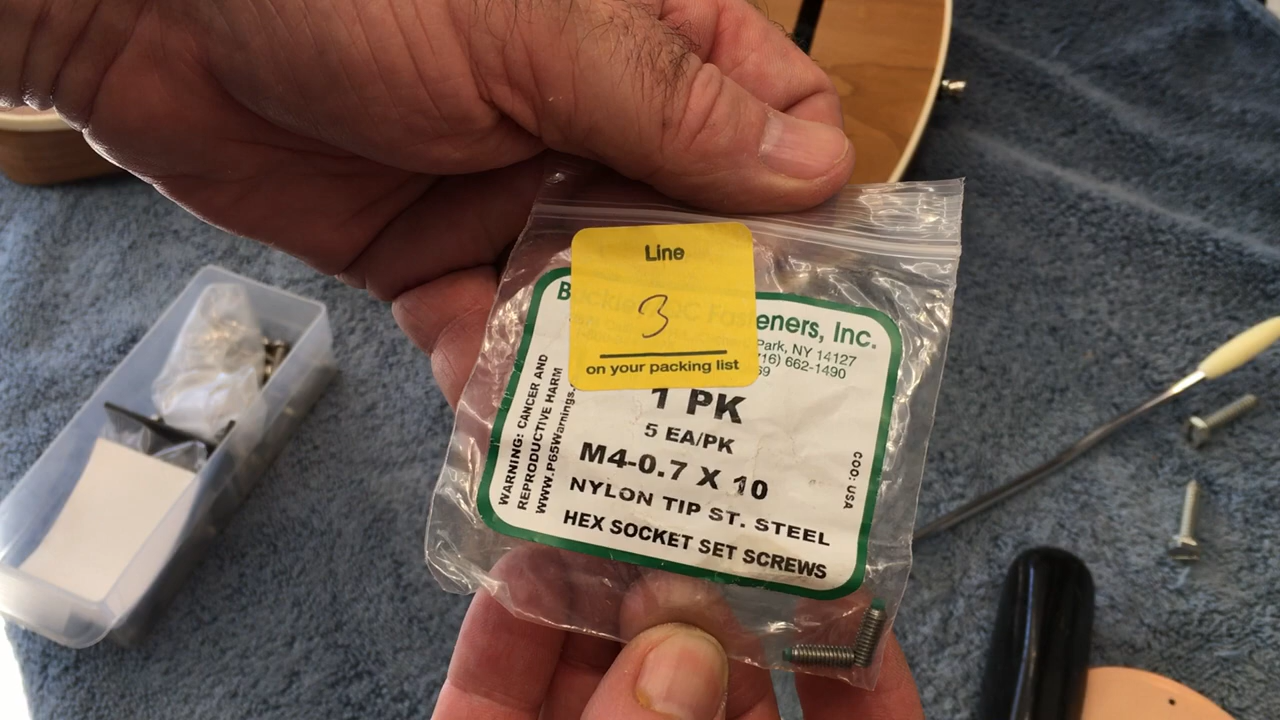 Line
3
on your packing list
eners, Inc.
Park, NY 14127
716) 662-1490
69
1 PK
5 EA/PK
M4-0.7 X 10
NYLON TIP ST. STEEL
HEX SOCKET SET SCREWS
WARNING: CANCER AND
REPRODUCTIVE HARM
www.P65Warnings.
COO: USA